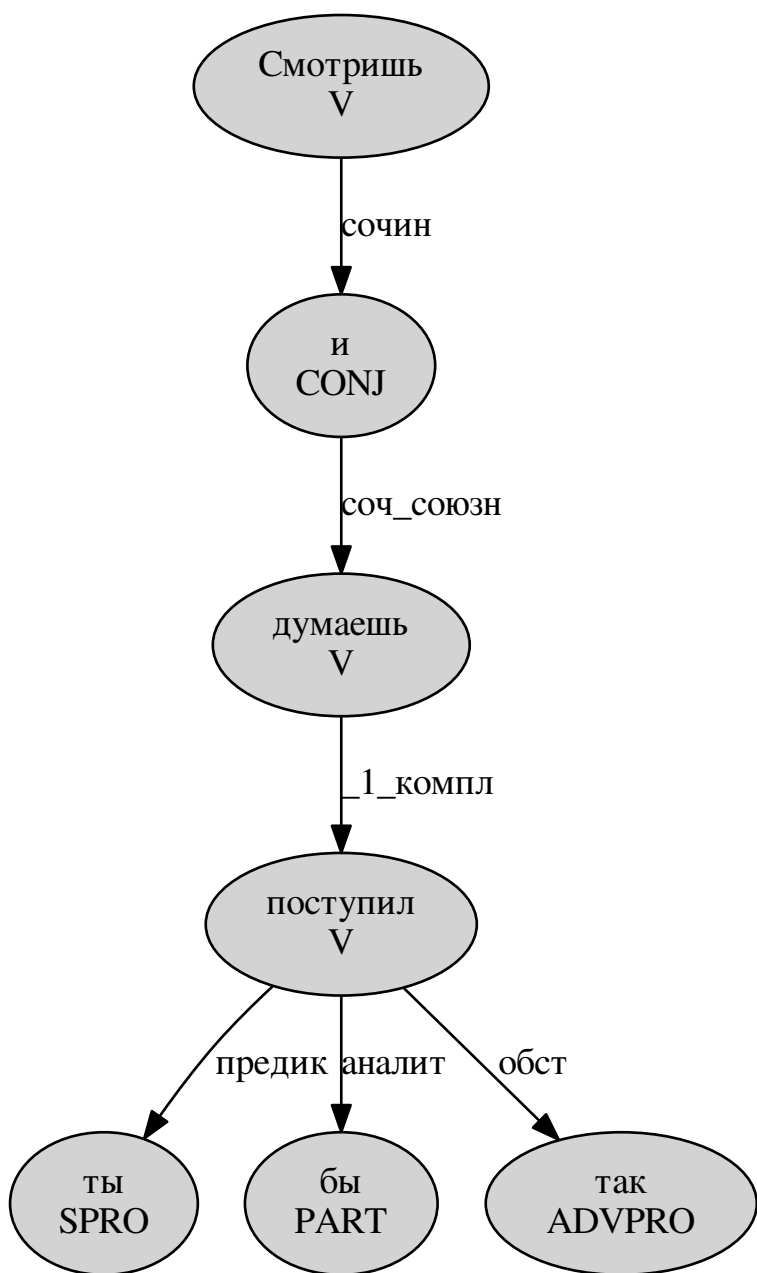 Смотришь
V
сочин
и
CONJ
соч_союзн
думаешь
V
_1_компл
поступил
V
предик аналит обст
ты бы так
SPRO PART ADVPRO